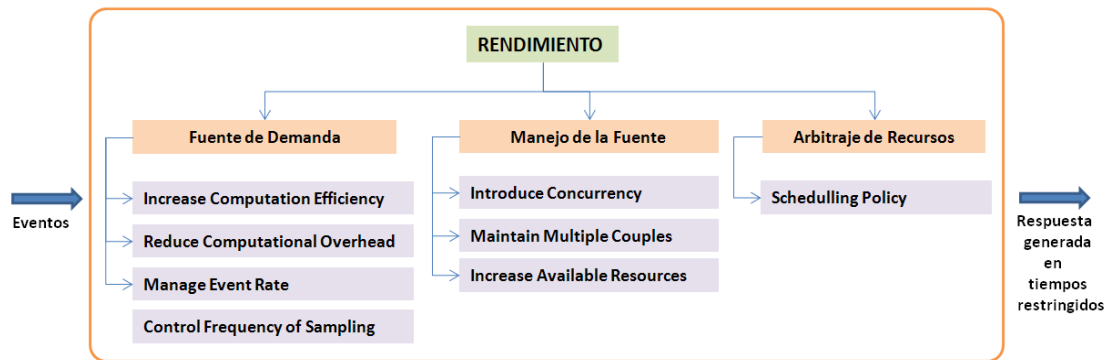 RENDIMIENTO
Fuente de Demanda
Manejo de la Fuente
Arbitraje de Recursos
Increase Computation Efficiency
Reduce Computational Overhead
Manage Event Rate
Control Frequency of Sampling
Introduce Concurrency
Maintain Multiple Couples
Increase Available Resources
Schedulling Policy
Eventos
Respuesta
generada
en
tiempos
restringidos